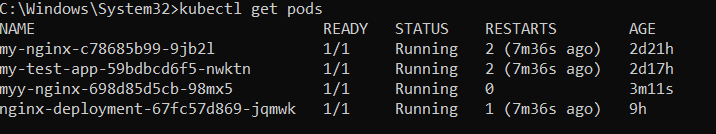 C:\Windows\System32>kubectl get pods
NAME READY STATUS RESTARTS AGE
my-nginx-c78685b99-9jb2l 1/1 Running 2 (7m36s ago) 2d21h
my-test-app-59bdbcd6f5-nwktn 1/1 Running 2 (7m36s ago) 2d17h
myy-nginx-698d85d5cb-98mx5 1/1 Running 0 3m11s
nginx-deployment-67fc57d869-jqmwk 1/1 Running 1 (7m36s ago) 9h